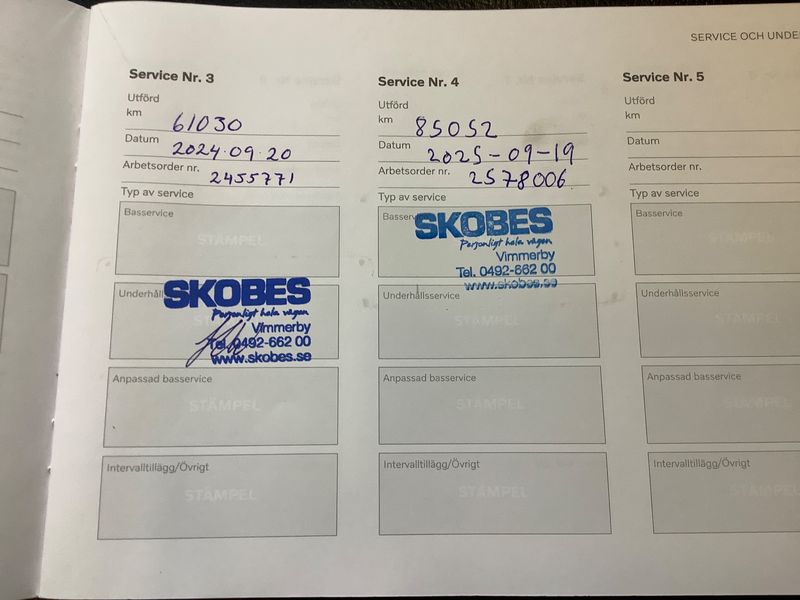 SERVICE OCH UNDE
Service Nr. 3
Utförd
km 61030
Datum 2024.09.20
Arbetsorder nr. 2455771
Typ av service
Basservice
STÄMPEL
Underhåll
SKOBES
Personligt hela vägen
Vimmerby
Tel. 0492-662 00
www.skobes.se
Anpassad basservice
STÄMPEL
Intervalltillägg/Övrigt
STÄMPEL
Service Nr. 4
Utförd
km 85052
Datum 2025-09-19
Arbetsorder nr. 2578006
Typ av service
Basserv
SKOBES
Personligt hela vägen
Vimmerby
Tel. 0492-662 00
www.skobes.se
Underhållsservice
STÄMPEL
Anpassad basservice
STÄMPEL
Intervalltillägg/Övrigt
STÄMPEL
Service Nr. 5
Utförd
km
Datum
Arbetsorder nr.
Typ av service
Basservice
STÄMPEL
Underhållsservice
STÄMPEL
Anpassad basservice
STÄMPEL
Intervalltillägg/Övrigt
STÄMPEL